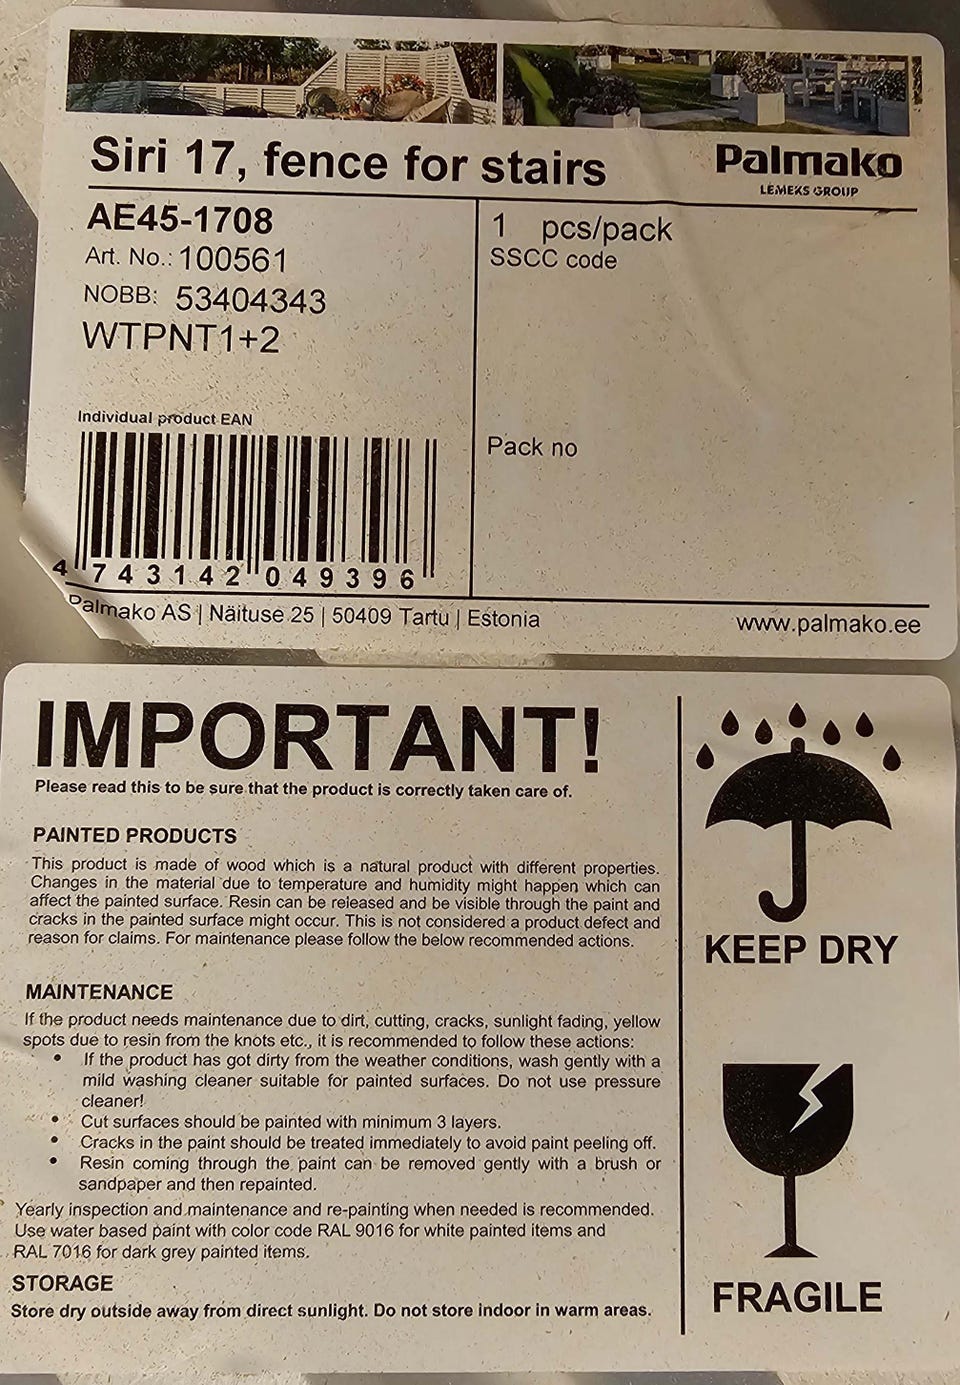 Siri 17, fence for stairs
Palmako
LEMEKS GROUP
AE45-1708
Art. No.: 100561
NOBB: 53404343
WTPNT1+2
1 pcs/pack
SSCC code
Individual product EAN
Pack no
4 743142 049396
Palmako AS | Näituse 25 | 50409 Tartu | Estonia
www.palmako.ee
IMPORTANT!
Please read this to be sure that the product is correctly taken care of.
PAINTED PRODUCTS
This product is made of wood which is a natural product with different properties.
Changes in the material due to temperature and humidity might happen which can
affect the painted surface. Resin can be released and be visible through the paint and
cracks in the painted surface might occur. This is not considered a product defect and
reason for claims. For maintenance please follow the below recommended actions.
MAINTENANCE
If the product needs maintenance due to dirt, cutting, cracks, sunlight fading, yellow
spots due to resin from the knots etc., it is recommended to follow these actions:
• If the product has got dirty from the weather conditions, wash gently with a
mild washing cleaner suitable for painted surfaces. Do not use pressure
cleaner!
• Cut surfaces should be painted with minimum 3 layers.
• Cracks in the paint should be treated immediately to avoid paint peeling off.
• Resin coming through the paint can be removed gently with a brush or
sandpaper and then repainted.
Yearly inspection and maintenance and re-painting when needed is recommended.
Use water based paint with color code RAL 9016 for white painted items and
RAL 7016 for dark grey painted items.
STORAGE
Store dry outside away from direct sunlight. Do not store indoor in warm areas.
KEEP DRY
FRAGILE